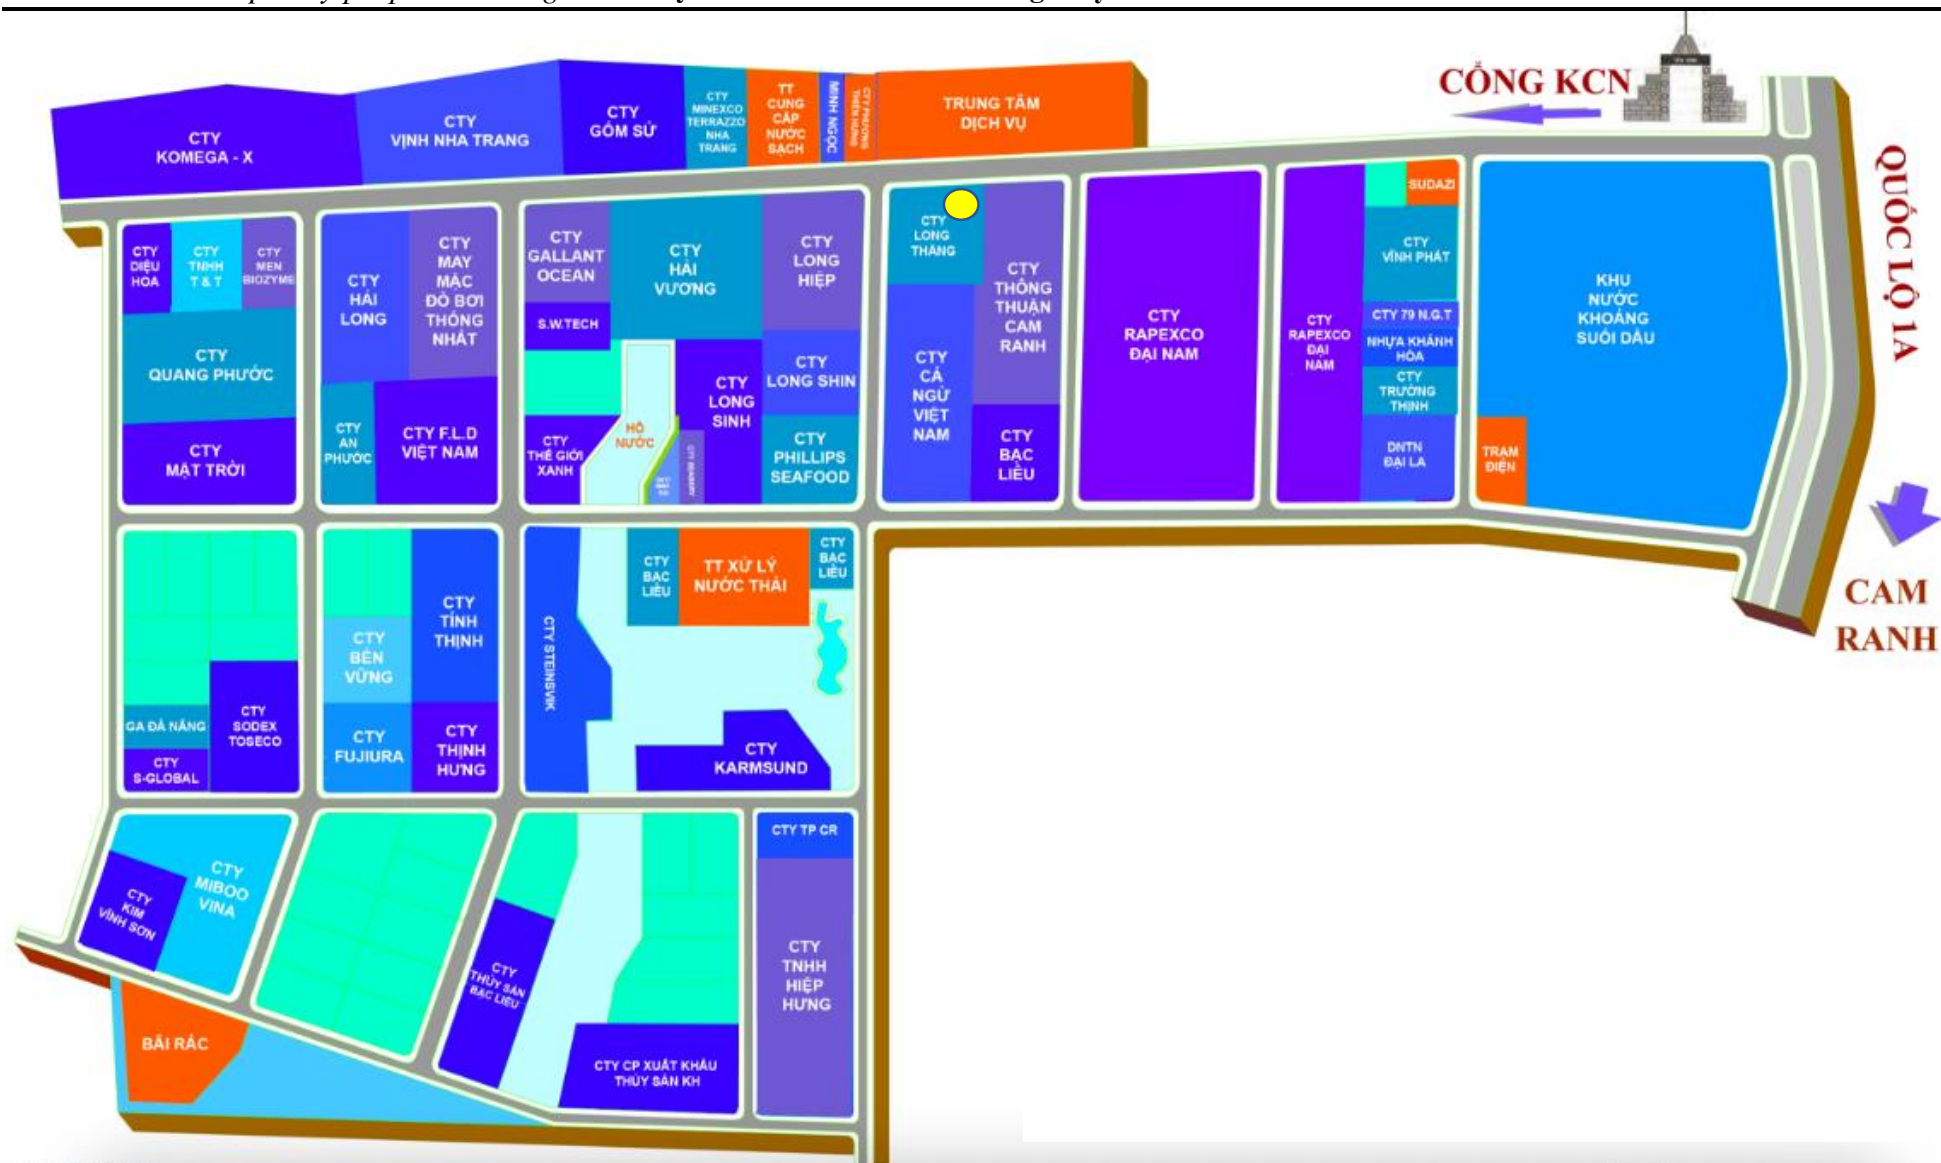 CỔNG KCN
CTY
KOMEGA - X
CTY
VỊNH NHA TRANG
CTY
GỐM SỨ
CTY
MINEXCO
TERRAZZO
NHA
TRANG
TT
CUNG
CẤP
NƯỚC
SẠCH
MINH NGỌC
TRUNG TÂM
DỊCH VỤ
QUỐC LỘ 1A
CAM
RANH
CTY
DIỆU
HOA
CTY
TNHH
T & T
CTY
MEN
BIOZYME
CTY
QUANG PHƯỚC
CTY
MẶT TRỜI
CTY
HẢI
LONG
CTY
MAY
MẶC
ĐỒ BƠI
THỐNG
NHẤT
CTY
AN
PHƯỚC
CTY F.L.D
VIỆT NAM
CTY
GALLANT
OCEAN
S.W.TECH
CTY
THẾ GIỚI
XANH
HỒ
NƯỚC
CTY
HẢI
VƯƠNG
CTY
LONG
SINH
CTY
LONG
HIỆP
CTY
LONG SHIN
CTY
PHILLIPS
SEAFOOD
CTY
LONG
THĂNG
CTY
CÁ
NGỪ
VIỆT
NAM
CTY
THÔNG
THUẬN
CAM
RANH
CTY
BẠC
LIÊU
CTY
RAPEXCO
ĐẠI NAM
CTY
RAPEXCO
ĐẠI
NAM
SUDAZI
CTY
VĨNH PHÁT
CTY 79 N.G.T
NHỰA KHÁNH
HÒA
CTY
TRƯỜNG
THỊNH
DNTN
ĐẠI LA
KHU
NƯỚC
KHOÁNG
SUỐI DẦU
TRẠM
ĐIỆN
GA ĐÀ NẴNG
CTY
S-GLOBAL
CTY
SODEX
TOSECO
CTY
BỀN
VỮNG
CTY
FUJIURA
CTY
TÍNH
THỊNH
CTY
THỊNH
HƯNG
CTY STEINSVIK
CTY
BẠC
LIÊU
TT XỬ LÝ
NƯỚC THẢI
CTY
BẠC
LIÊU
CTY
KARMSUND
CTY
MIBOO
VINA
CTY
KIM
VĨNH SƠN
CTY
THỦY SẢN
BẠC LIÊU
CTY CP XUẤT KHẨU
THỦY SẢN KH
CTY TP CR
CTY
TNHH
HIỆP
HƯNG
BÃI RÁC